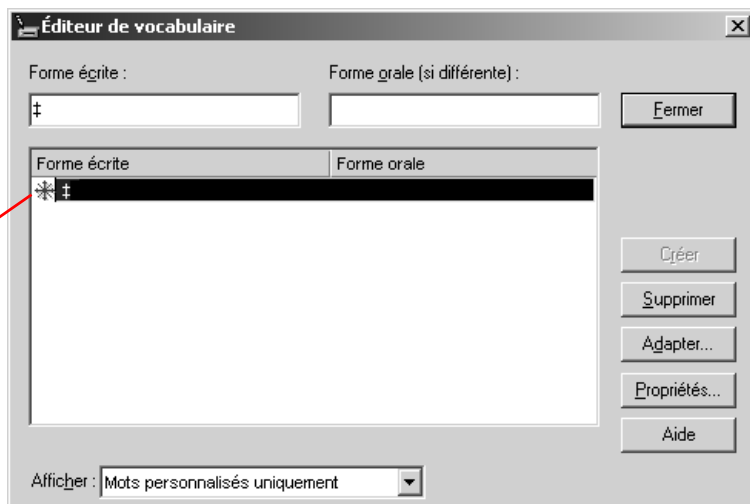 Éditeur de vocabulaire
Forme écrite : Forme orale (si différente) :
‡ Fermer
Forme écrite Forme orale
‡
Créer
Supprimer
Adapter...
Propriétés...
Aide
Afficher : Mots personnalisés uniquement